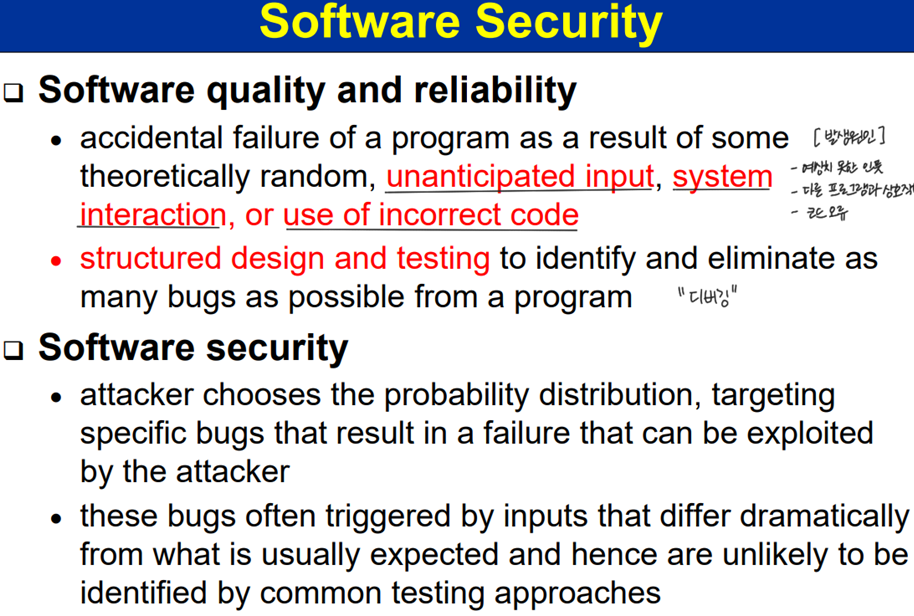 Software Security
❑ Software quality and reliability
• accidental failure of a program as a result of some [발생원인]
theoretically random, unanticipated input, system - 예상치 못한 인풋
- 다른 프로그램과 상호작
interaction, or use of incorrect code - 코드 오류
• structured design and testing to identify and eliminate as
many bugs as possible from a program "디버깅"
❑ Software security
• attacker chooses the probability distribution, targeting
specific bugs that result in a failure that can be exploited
by the attacker
• these bugs often triggered by inputs that differ dramatically
from what is usually expected and hence are unlikely to be
identified by common testing approaches